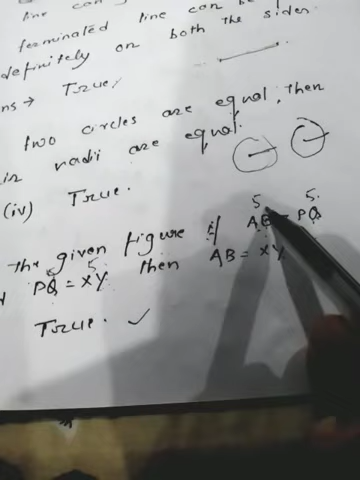 line can
terminated line can be
definitely on both the sides.
ns → True,
two circles are equal, then
radii are equal.
(iv) True.
5 5.
the given figure if AB = PQ
5
PQ = XY then AB = XY
True. ✓